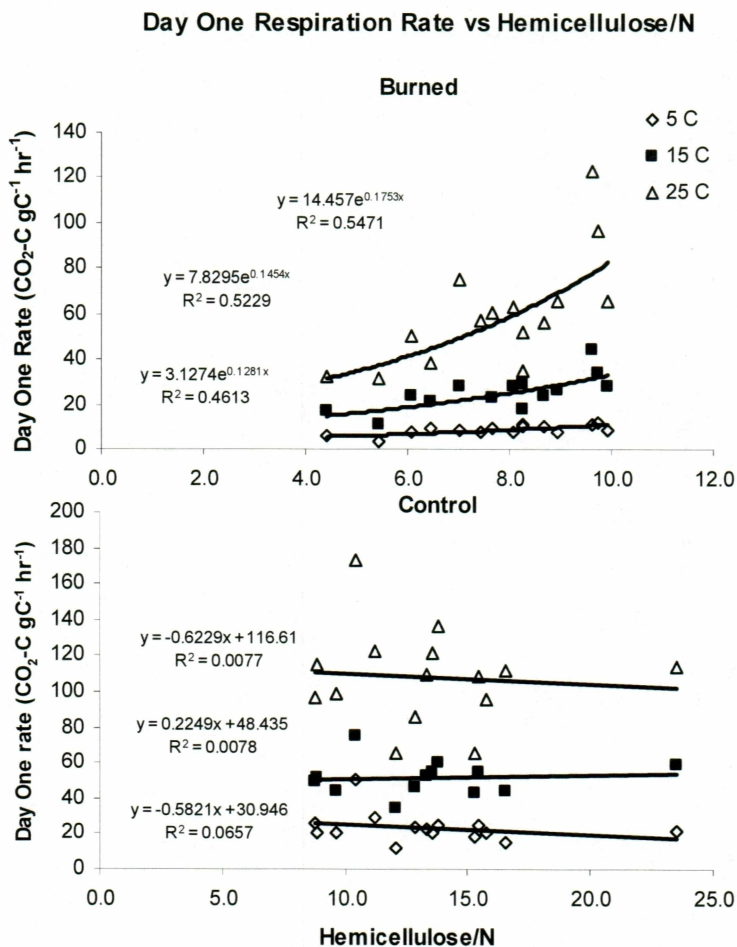 Day One Respiration Rate vs Hemicellulose/N
Burned
◇ 5 C
■ 15 C
△ 25 C
Day One Rate (CO₂-C gC⁻¹ hr⁻¹)
140
120
100
80
60
40
20
0
y = 14.457e^0.1753x
R² = 0.5471
y = 7.8295e^0.1454x
R² = 0.5229
y = 3.1274e^0.1281x
R² = 0.4613
0.0 2.0 4.0 6.0 8.0 10.0 12.0
Control
Day One rate (CO₂-C gC⁻¹ hr⁻¹)
200
180
160
140
120
100
80
60
40
20
0
y = -0.6229x + 116.61
R² = 0.0077
y = 0.2249x + 48.435
R² = 0.0078
y = -0.5821x + 30.946
R² = 0.0657
0.0 5.0 10.0 15.0 20.0 25.0
Hemicellulose/N